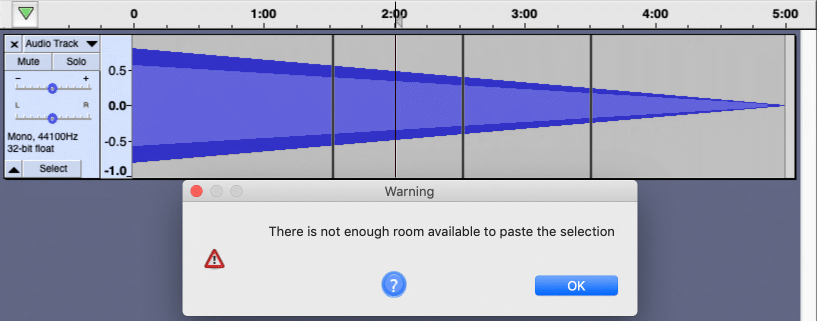 0 1:00 2:00 3:00 4:00 5:00
× Audio Track ▼
Mute Solo
- +
L R
Mono, 44100Hz
32-bit float
▲ Select
0.5
0.0
-0.5
-1.0
Warning
There is not enough room available to paste the selection
?
OK